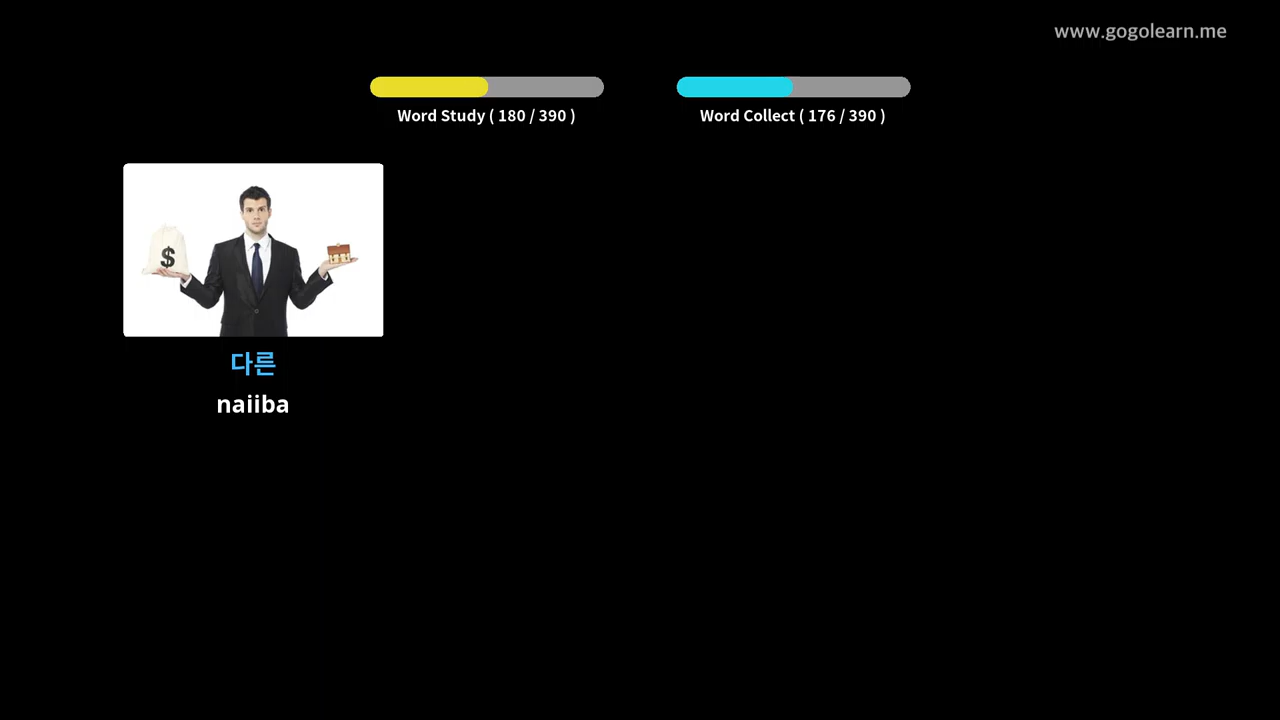 www.gogolearn.me
Word Study ( 180 / 390 )
Word Collect ( 176 / 390 )
$
다른
naiiba